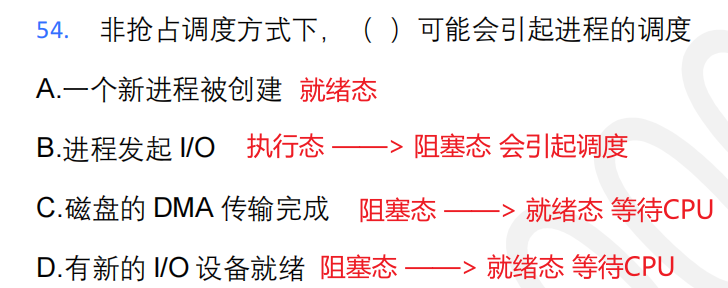 54. 非抢占调度方式下，（ ）可能会引起进程的调度
A.一个新进程被创建 就绪态
B.进程发起 I/O 执行态 ——> 阻塞态 会引起调度
C.磁盘的 DMA 传输完成 阻塞态 ——> 就绪态 等待CPU
D.有新的 I/O 设备就绪 阻塞态 ——> 就绪态 等待CPU